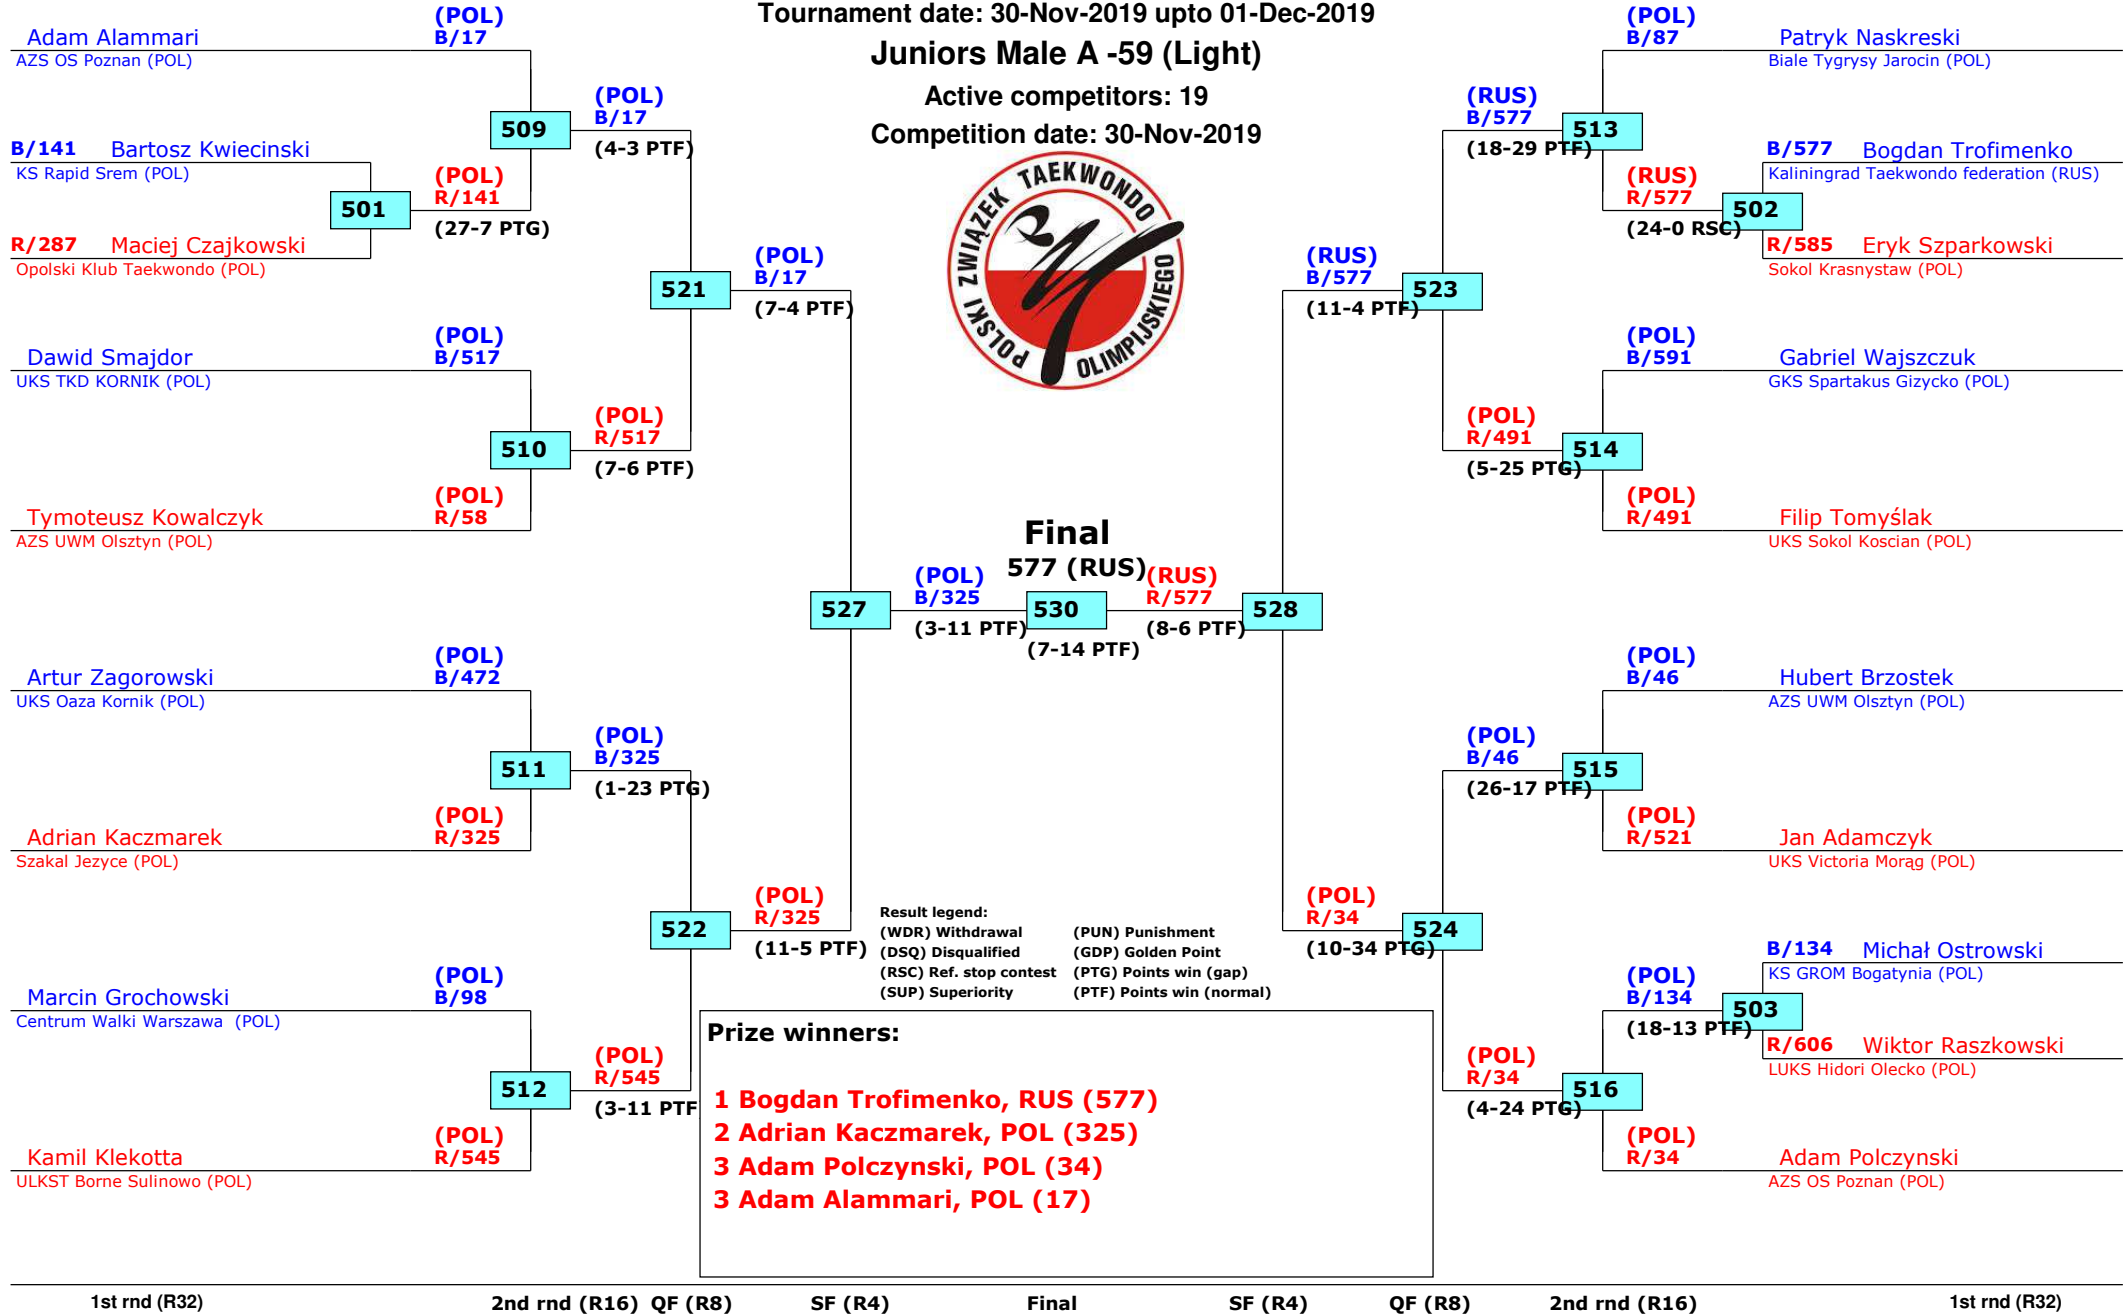 Tournament date: 30-Nov-2019 upto 01-Dec-2019
Juniors Male A -59 (Light)
Active competitors: 19
Competition date: 30-Nov-2019
POLSKI ZWIĄZEK TAEKWONDO OLIMPIJSKIEGO
Adam Alammari
AZS OS Poznan (POL)
(POL)
B/17
B/141 Bartosz Kwiecinski
KS Rapid Srem (POL)
501
R/287 Maciej Czajkowski
Opolski Klub Taekwondo (POL)
(POL)
R/141
(27-7 PTG)
509
(POL)
B/17
(4-3 PTF)
Dawid Smajdor
UKS TKD KORNIK (POL)
(POL)
B/517
510
Tymoteusz Kowalczyk
AZS UWM Olsztyn (POL)
(POL)
R/58
(POL)
R/517
(7-6 PTF)
521
(POL)
B/17
(7-4 PTF)
Artur Zagorowski
UKS Oaza Kornik (POL)
(POL)
B/472
511
Adrian Kaczmarek
Szakal Jezyce (POL)
(POL)
R/325
(POL)
B/325
(1-23 PTG)
Marcin Grochowski
Centrum Walki Warszawa (POL)
(POL)
B/98
512
Kamil Klekotta
ULKST Borne Sulinowo (POL)
(POL)
R/545
(POL)
R/545
(3-11 PTF
522
(POL)
R/325
(11-5 PTF)
527
(POL)
B/325
(3-11 PTF)
Final
577 (RUS)
530
(7-14 PTF)
(RUS)
R/577
(8-6 PTF)
528
(RUS)
B/577
(11-4 PTF)
523
(RUS)
B/577
(18-29 PTF)
513
(POL)
B/87
Patryk Naskreski
Biale Tygrysy Jarocin (POL)
(RUS)
R/577
(24-0 RSC)
502
B/577 Bogdan Trofimenko
Kaliningrad Taekwondo federation (RUS)
R/585 Eryk Szparkowski
Sokol Krasnystaw (POL)
(POL)
R/491
(5-25 PTG)
514
(POL)
B/591
Gabriel Wajszczuk
GKS Spartakus Gizycko (POL)
(POL)
R/491
Filip Tomyślak
UKS Sokol Koscian (POL)
(POL)
R/34
(10-34 PTG)
524
(POL)
B/46
(26-17 PTF)
515
(POL)
B/46
Hubert Brzostek
AZS UWM Olsztyn (POL)
(POL)
R/521
Jan Adamczyk
UKS Victoria Morąg (POL)
(POL)
R/34
(4-24 PTG)
516
(POL)
B/134
(18-13 PTF)
503
B/134 Michał Ostrowski
KS GROM Bogatynia (POL)
R/606 Wiktor Raszkowski
LUKS Hidori Olecko (POL)
(POL)
R/34
Adam Polczynski
AZS OS Poznan (POL)
Result legend:
(WDR) Withdrawal (PUN) Punishment
(DSQ) Disqualified (GDP) Golden Point
(RSC) Ref. stop contest (PTG) Points win (gap)
(SUP) Superiority (PTF) Points win (normal)
Prize winners:
1 Bogdan Trofimenko, RUS (577)
2 Adrian Kaczmarek, POL (325)
3 Adam Polczynski, POL (34)
3 Adam Alammari, POL (17)
1st rnd (R32) 2nd rnd (R16) QF (R8) SF (R4) Final SF (R4) QF (R8) 2nd rnd (R16) 1st rnd (R32)